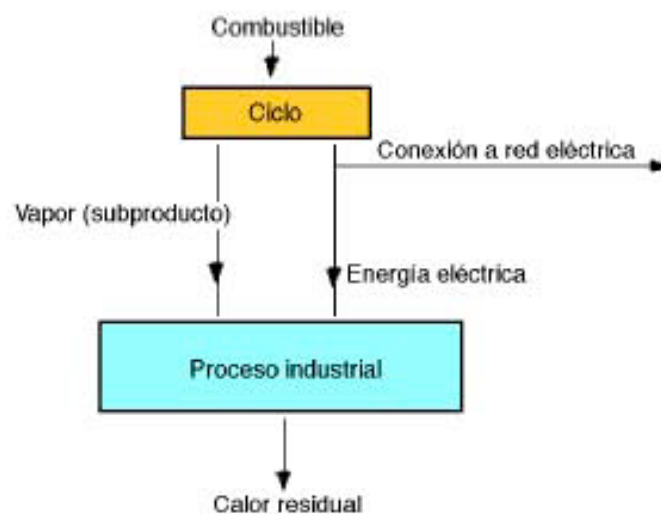 Combustible
Ciclo
Conexión a red eléctrica
Vapor (subproducto)
Energía eléctrica
Proceso industrial
Calor residual